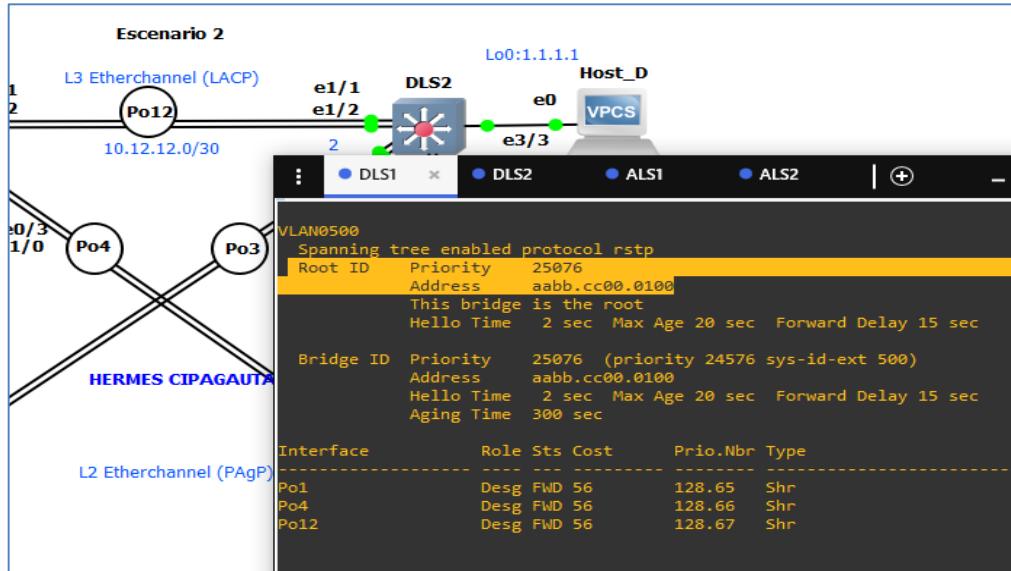 Escenario 2
Lo0:1.1.1.1
L3 Etherchannel (LACP)
e1/1
DLS2
Host_D
1
2
Po12
e1/2
e0
VPCS
10.12.12.0/30
2
e3/3
DLS1 × DLS2 ALS1 ALS2
e0/3
1/0
Po4
Po3
HERMES CIPAGAUTA
L2 Etherchannel (PAgP)
VLAN0500
Spanning tree enabled protocol rstp
Root ID Priority 25076
Address aabb.cc00.0100
This bridge is the root
Hello Time 2 sec Max Age 20 sec Forward Delay 15 sec
Bridge ID Priority 25076 (priority 24576 sys-id-ext 500)
Address aabb.cc00.0100
Hello Time 2 sec Max Age 20 sec Forward Delay 15 sec
Aging Time 300 sec
Interface Role Sts Cost Prio.Nbr Type
------------------- ---- --- --------- -------- --------------------------------
Po1 Desg FWD 56 128.65 Shr
Po4 Desg FWD 56 128.66 Shr
Po12 Desg FWD 56 128.67 Shr